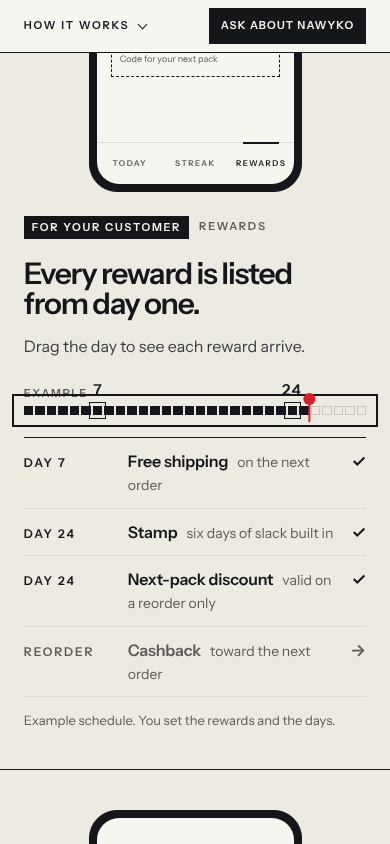 HOW IT WORKS
ASK ABOUT NAWYKO
Code for your next pack
TODAY STREAK REWARDS
FOR YOUR CUSTOMER REWARDS
Every reward is listed
from day one.
Drag the day to see each reward arrive.
EXAMPLE 7 24
DAY 7 Free shipping on the next
order
DAY 24 Stamp six days of slack built in
DAY 24 Next-pack discount valid on
a reorder only
REORDER Cashback toward the next
order
Example schedule. You set the rewards and the days.